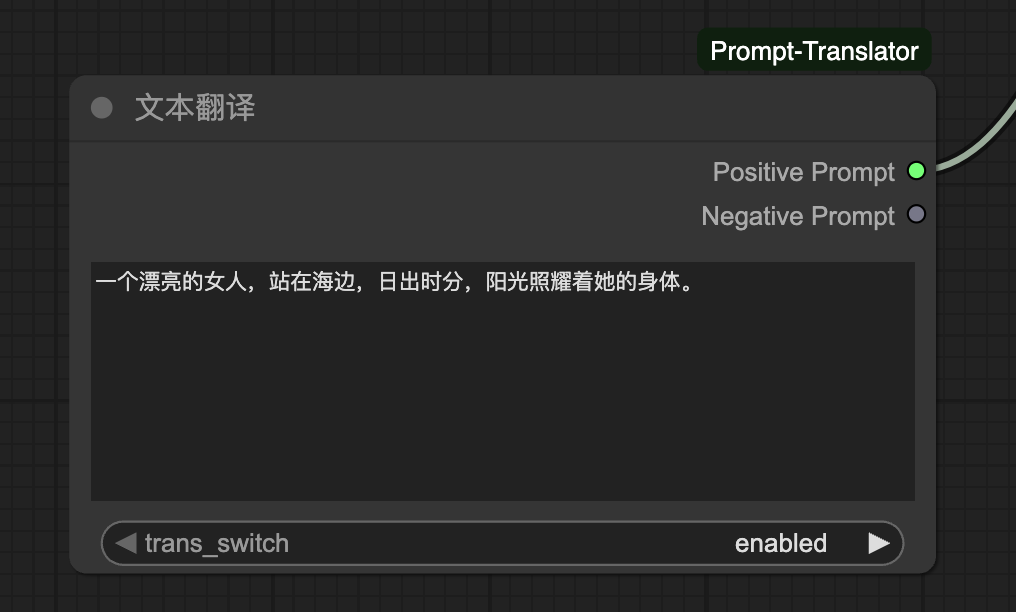 Prompt-Translator
文本翻译
Positive Prompt
Negative Prompt
一个漂亮的女人，站在海边，日出时分，阳光照耀着她的身体。
trans_switch enabled